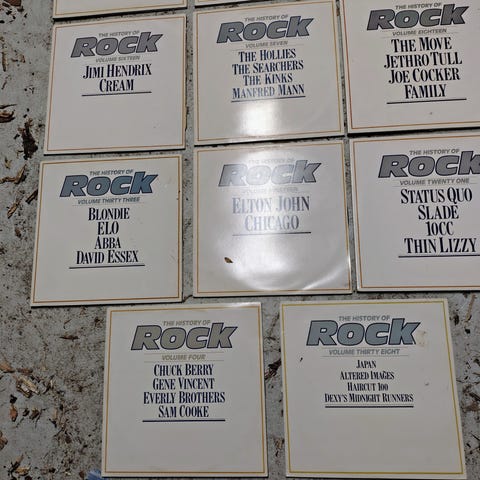 THE HISTORY OF
ROCK
VOLUME SIXTEEN
JIMI HENDRIX
CREAM
THE HISTORY OF
ROCK
VOLUME SEVEN
THE HOLLIES
THE SEARCHERS
THE KINKS
MANFRED MANN
THE HISTORY OF
ROCK
VOLUME EIGHTEEN
THE MOVE
JETHRO TULL
JOE COCKER
FAMILY
THE HISTORY OF
ROCK
VOLUME THIRTY THREE
BLONDIE
ELO
ABBA
DAVID ESSEX
THE HISTORY OF
ROCK
VOLUME NINETEEN
ELTON JOHN
CHICAGO
THE HISTORY OF
ROCK
VOLUME TWENTY ONE
STATUS QUO
SLADE
10CC
THIN LIZZY
THE HISTORY OF
ROCK
VOLUME FOUR
CHUCK BERRY
GENE VINCENT
EVERLY BROTHERS
SAM COOKE
THE HISTORY OF
ROCK
VOLUME THIRTY EIGHT
JAPAN
ALTERED IMAGES
HAIRCUT 100
DEXY'S MIDNIGHT RUNNERS